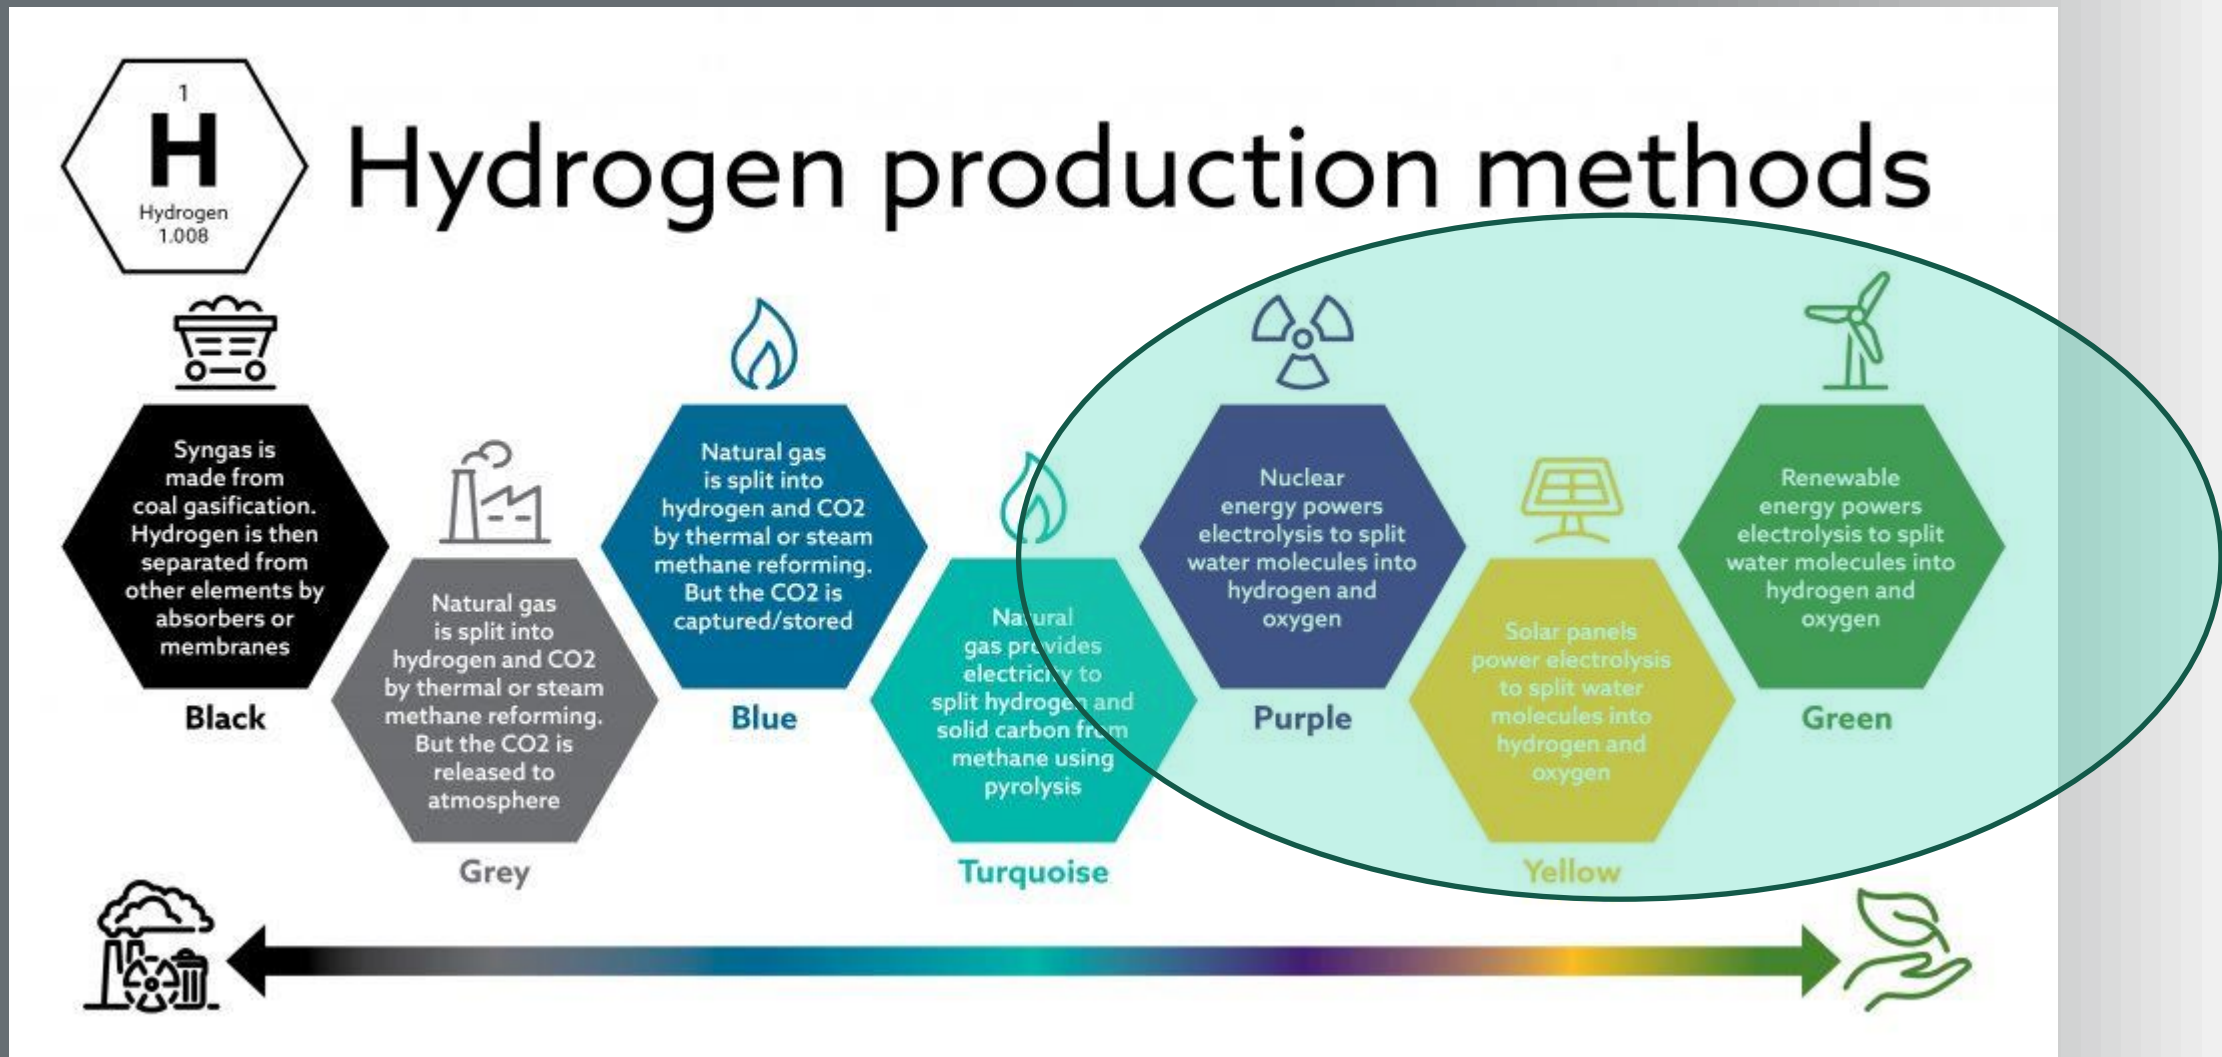 1
H
Hydrogen
1.008
Hydrogen production methods
Syngas is
made from
coal gasification.
Hydrogen is then
separated from
other elements by
absorbers or
membranes
Black
Natural gas
is split into
hydrogen and CO2
by thermal or steam
methane reforming.
But the CO2 is
released to
atmosphere
Grey
Natural gas
is split into
hydrogen and CO2
by thermal or steam
methane reforming.
But the CO2 is
captured/stored
Blue
Natural
gas provides
electricity to
split hydrogen and
solid carbon from
methane using
pyrolysis
Turquoise
Nuclear
energy powers
electrolysis to split
water molecules into
hydrogen and
oxygen
Purple
Solar panels
power electrolysis
to split water
molecules into
hydrogen and
oxygen
Yellow
Renewable
energy powers
electrolysis to split
water molecules into
hydrogen and
oxygen
Green